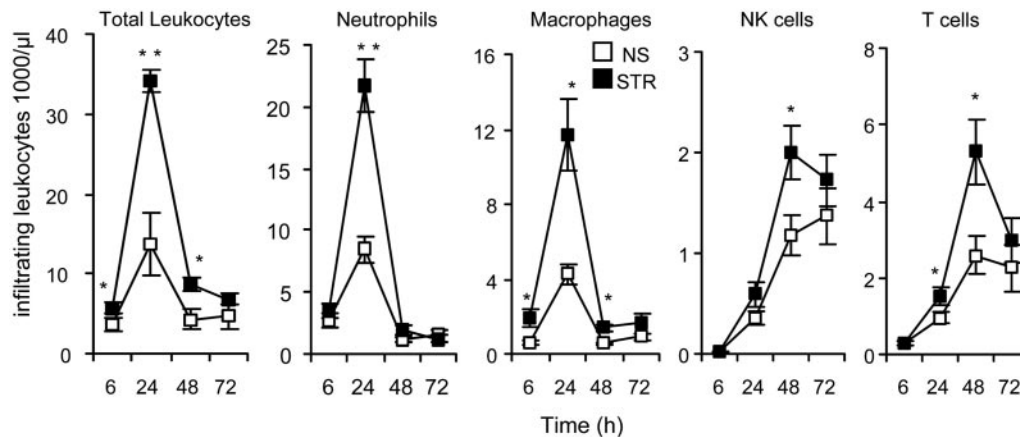 Total Leukocytes
Neutrophils
Macrophages
NK cells
T cells
infiltrating leukocytes 1000/µl
40
30
20
10
0
* *
*
*
6 24 48 72
25
20
15
10
5
0
* *
6 24 48 72
16
12
8
4
0
NS
STR
*
*
*
6 24 48 72
3
2
1
0
*
6 24 48 72
8
6
4
2
0
*
*
6 24 48 72
Time (h)